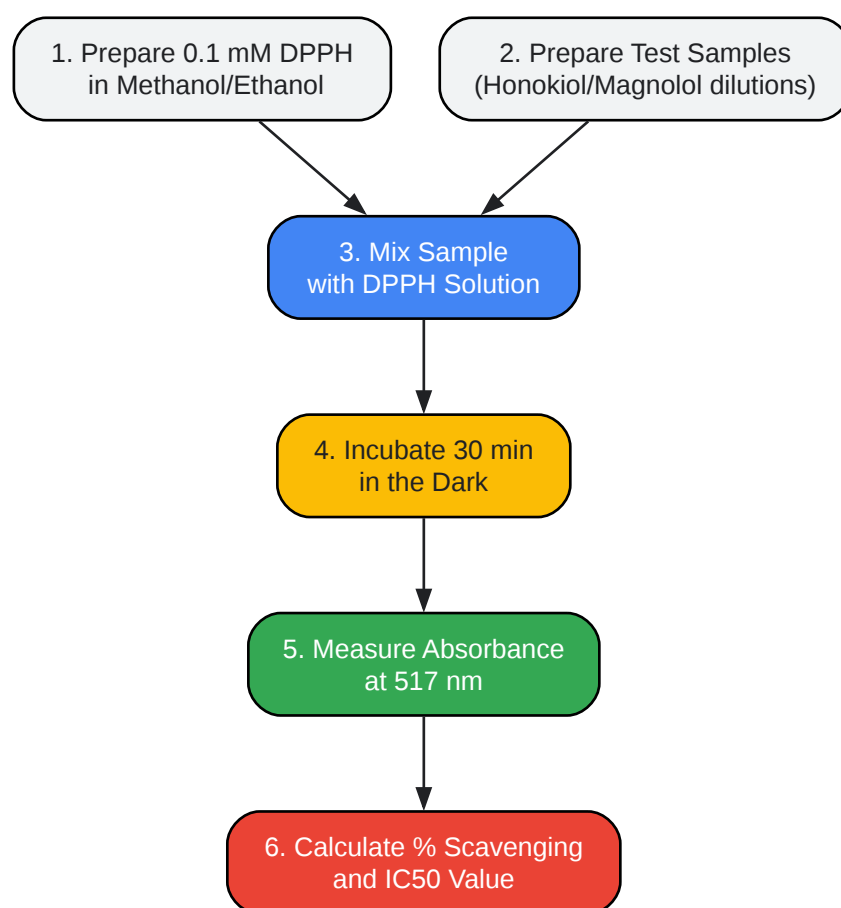 1. Prepare 0.1 mM DPPH
in Methanol/Ethanol
2. Prepare Test Samples
(Honokiol/Magnolol dilutions)
3. Mix Sample
with DPPH Solution
4. Incubate 30 min
in the Dark
5. Measure Absorbance
at 517 nm
6. Calculate % Scavenging
and IC50 Value